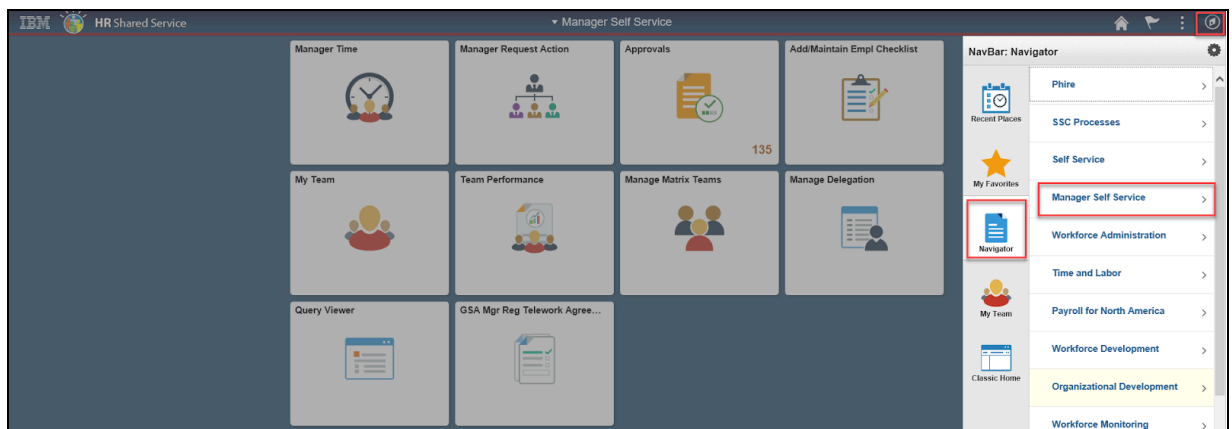 IBM HR Shared Service
Manager Self Service
Manager Time
Manager Request Action
Approvals
135
Add/Maintain Empl Checklist
My Team
Team Performance
Manage Matrix Teams
Manage Delegation
Query Viewer
GSA Mgr Reg Telework Agree...
NavBar: Navigator
Recent Places
My Favorites
Navigator
My Team
Classic Home
Phire
SSC Processes
Self Service
Manager Self Service
Workforce Administration
Time and Labor
Payroll for North America
Workforce Development
Organizational Development
Workforce Monitoring